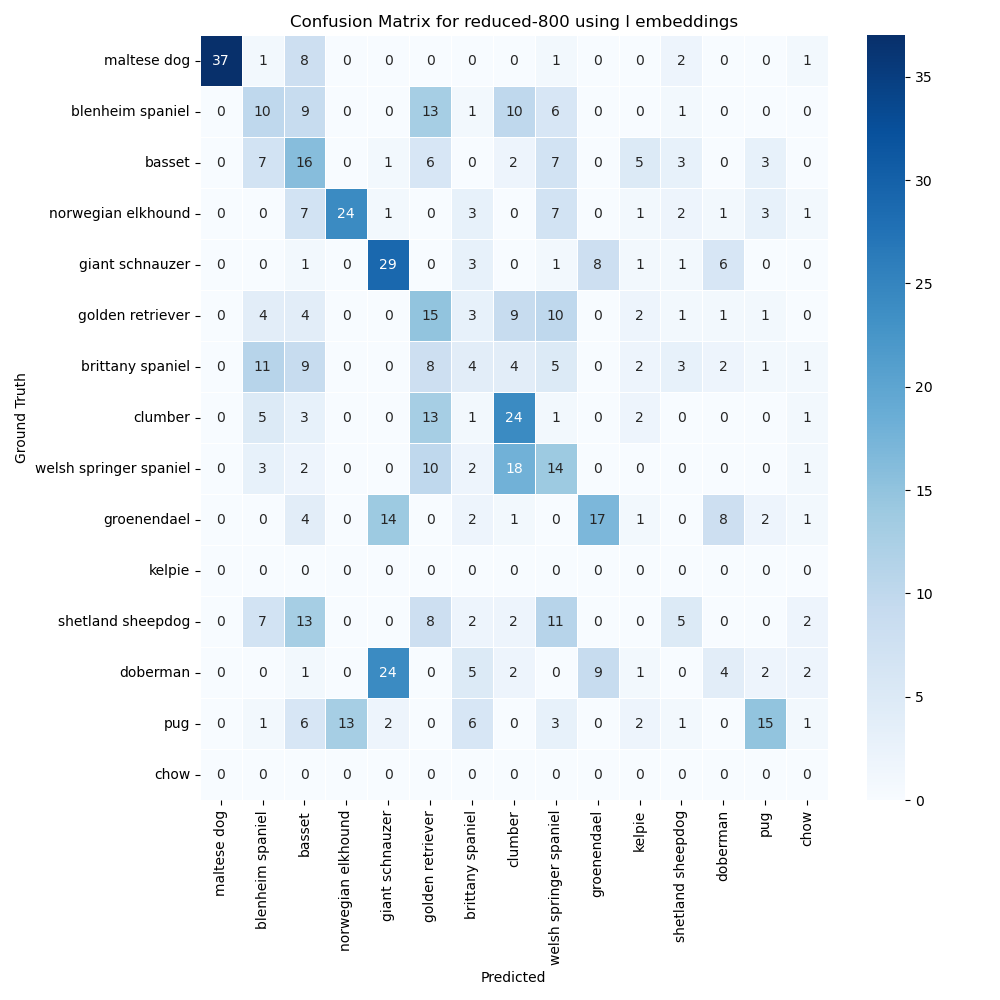 Confusion Matrix for reduced-800 using l embeddings
maltese dog 37 1 8 0 0 0 0 0 1 0 0 2 0 0 1
blenheim spaniel 0 10 9 0 0 13 1 10 6 0 0 1 0 0 0
basset 0 7 16 0 1 6 0 2 7 0 5 3 0 3 0
norwegian elkhound 0 0 7 24 1 0 3 0 7 0 1 2 1 3 1
giant schnauzer 0 0 1 0 29 0 3 0 1 8 1 1 6 0 0
golden retriever 0 4 4 0 0 15 3 9 10 0 2 1 1 1 0
brittany spaniel 0 11 9 0 0 8 4 4 5 0 2 3 2 1 1
clumber 0 5 3 0 0 13 1 24 1 0 2 0 0 0 1
welsh springer spaniel 0 3 2 0 0 10 2 18 14 0 0 0 0 0 1
groenendael 0 0 4 0 14 0 2 1 0 17 1 0 8 2 1
kelpie 0 0 0 0 0 0 0 0 0 0 0 0 0 0 0
shetland sheepdog 0 7 13 0 0 8 2 2 11 0 0 5 0 0 2
doberman 0 0 1 0 24 0 5 2 0 9 1 0 4 2 2
pug 0 1 6 13 2 0 6 0 3 0 2 1 0 15 1
chow 0 0 0 0 0 0 0 0 0 0 0 0 0 0 0
Ground Truth
maltese dog
blenheim spaniel
basset
norwegian elkhound
giant schnauzer
golden retriever
brittany spaniel
clumber
welsh springer spaniel
groenendael
kelpie
shetland sheepdog
doberman
pug
chow
Predicted
35
30
25
20
15
10
5
0